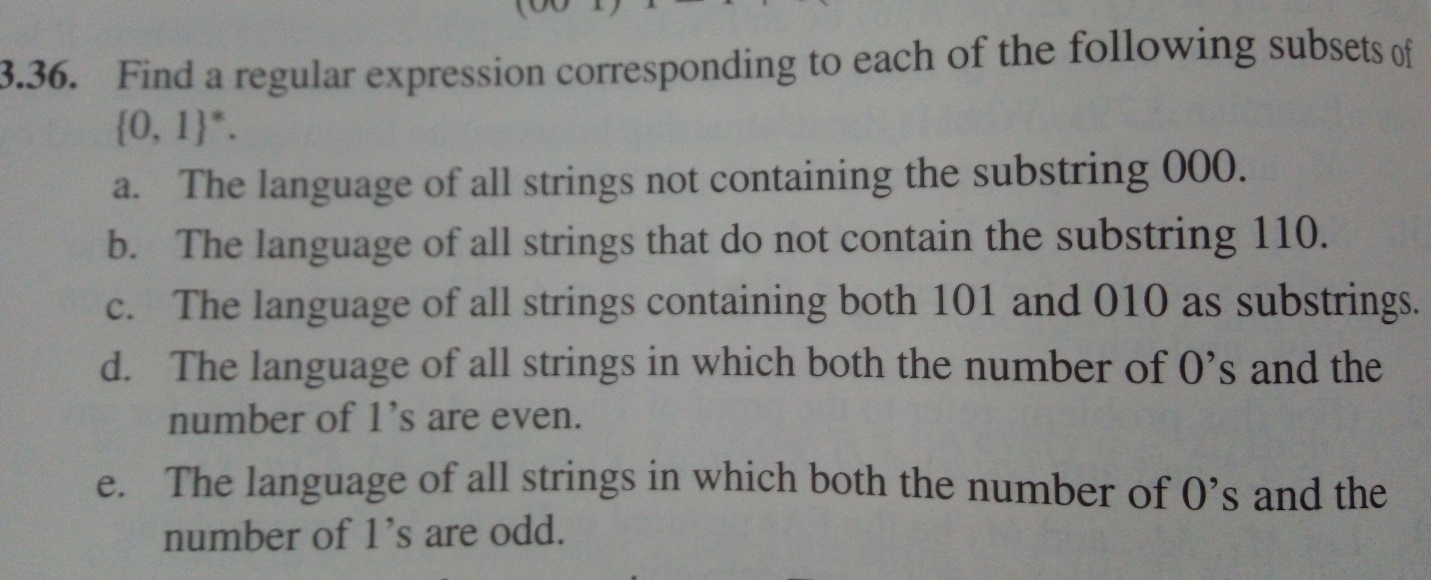 3.36. Find a regular expression corresponding to each of the following subsets of
{0, 1}*.
a. The language of all strings not containing the substring 000.
b. The language of all strings that do not contain the substring 110.
c. The language of all strings containing both 101 and 010 as substrings.
d. The language of all strings in which both the number of 0's and the
number of 1's are even.
e. The language of all strings in which both the number of 0's and the
number of 1's are odd.